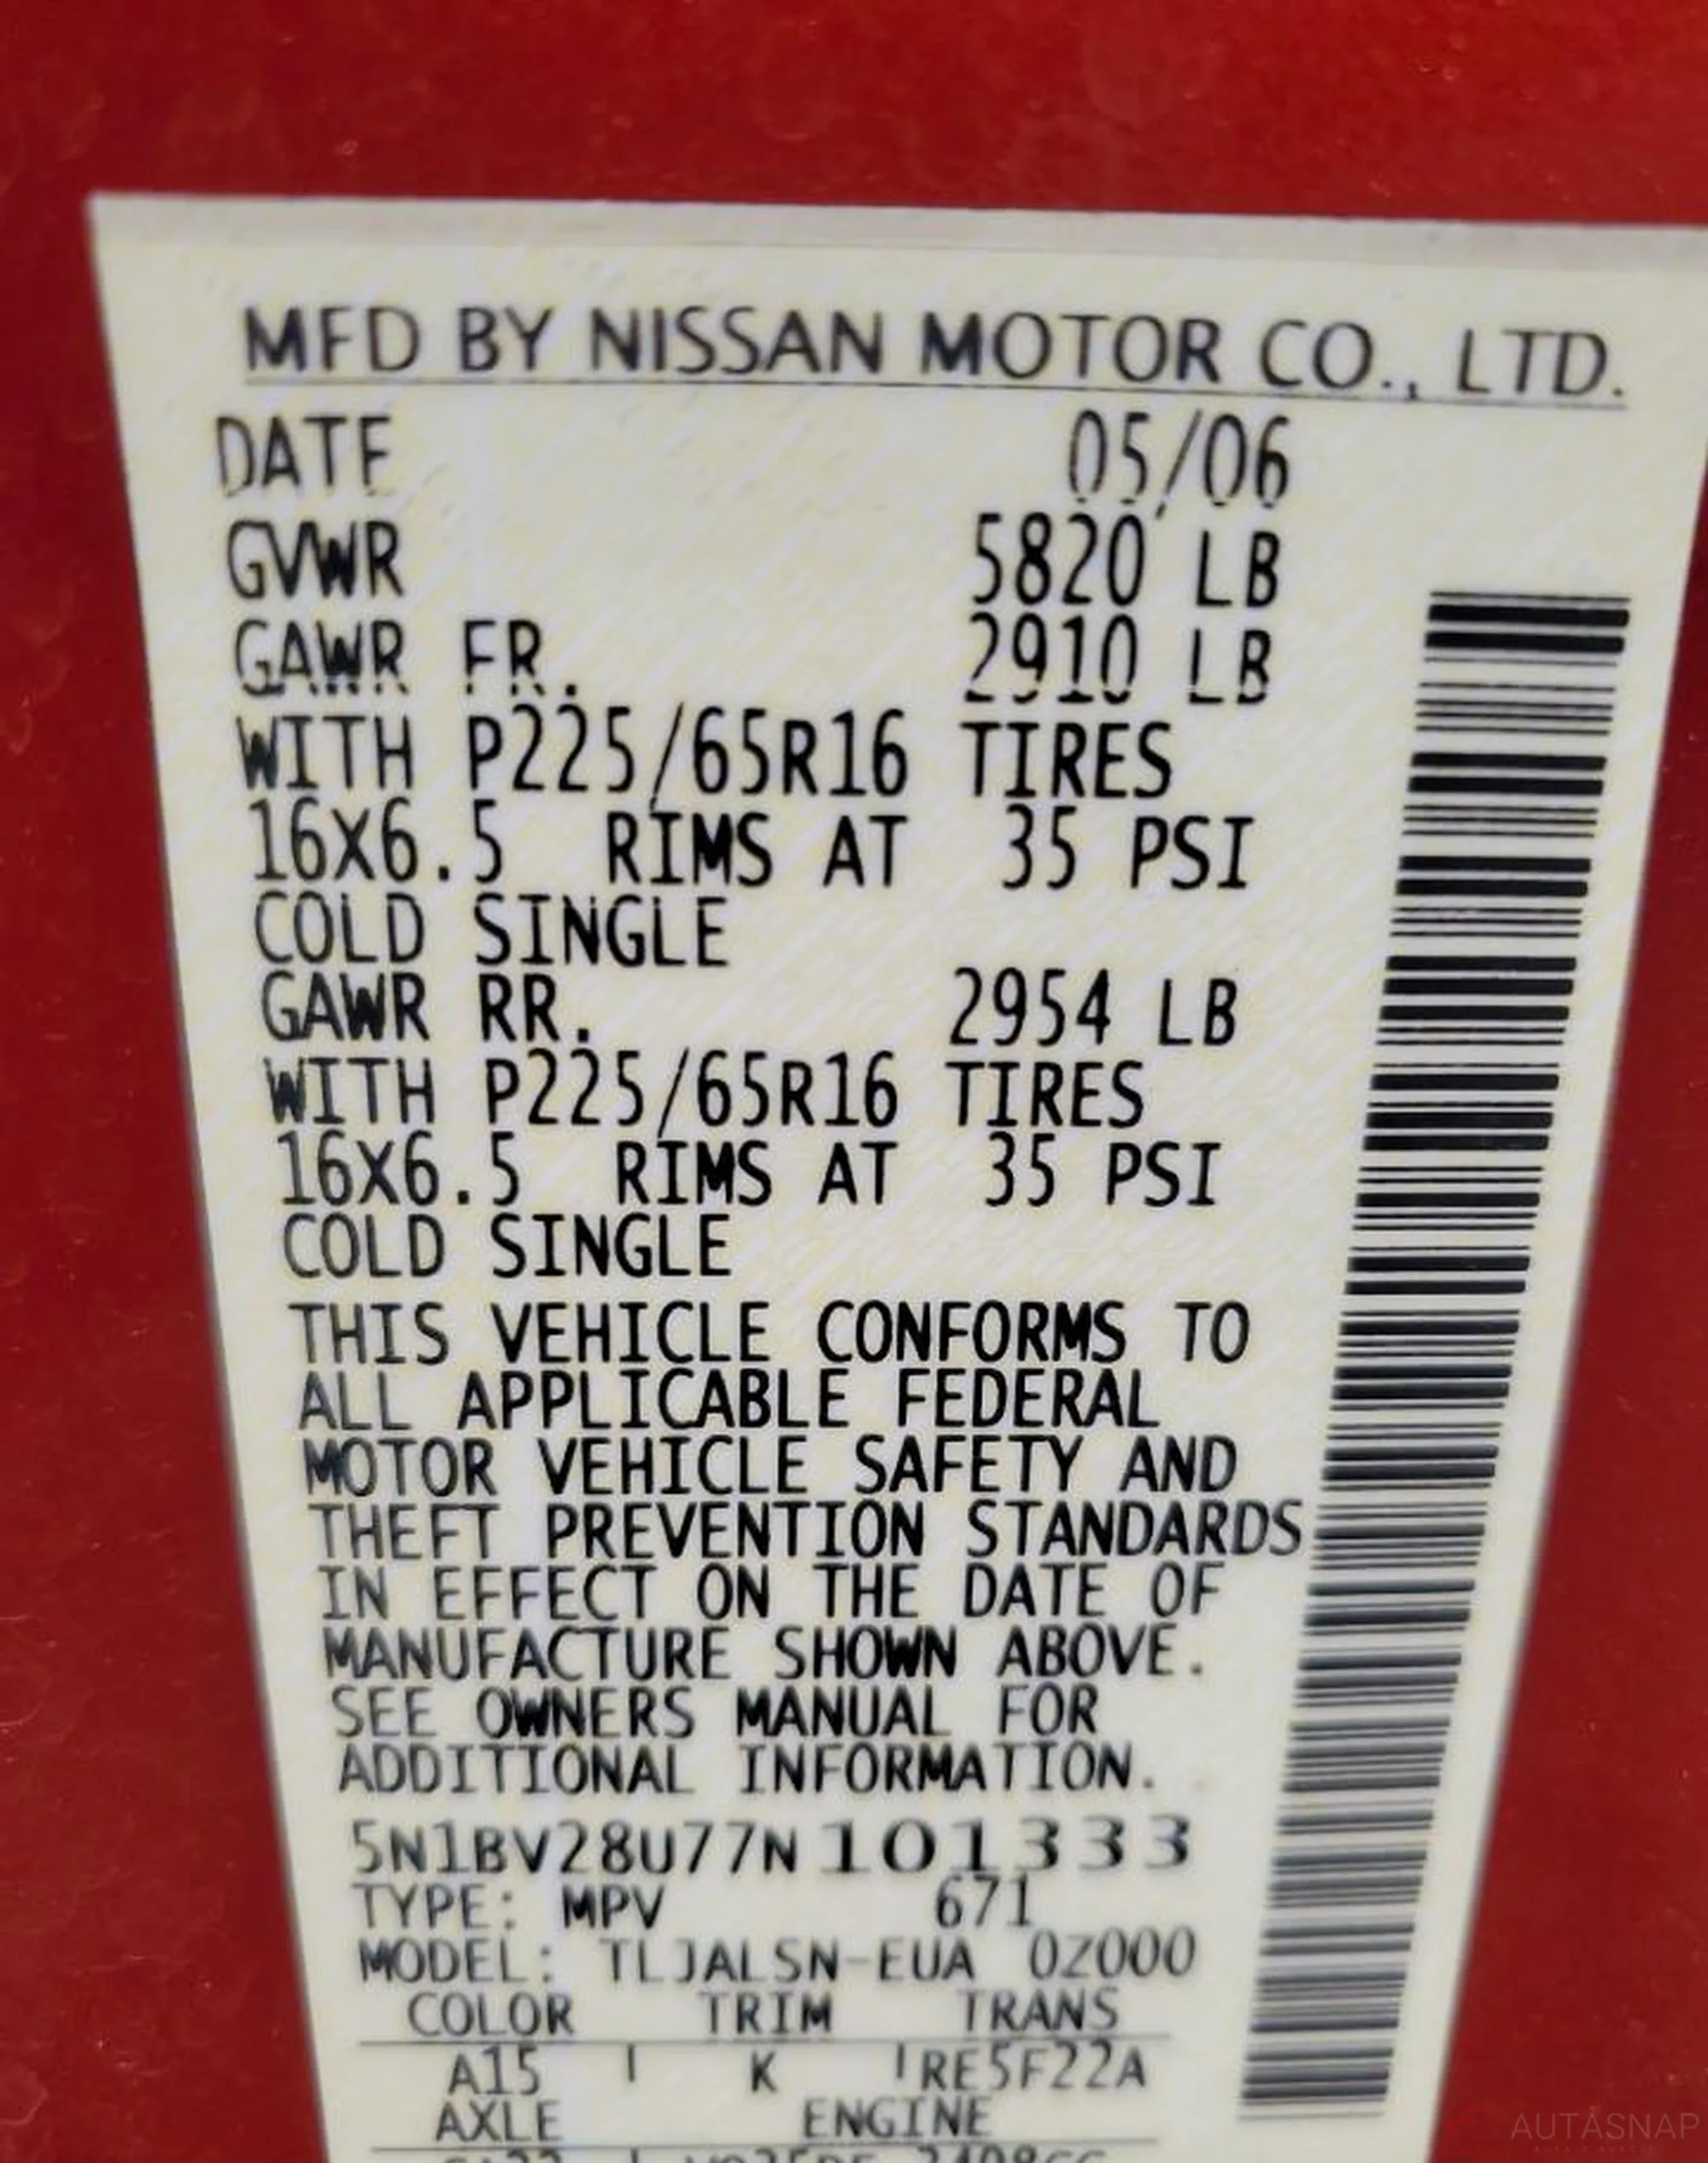 MFD BY NISSAN MOTOR CO., LTD.
DATE 05/06
GVWR 5820 LB
GAWR FR. 2910 LB
WITH P225/65R16 TIRES
16X6.5 RIMS AT 35 PSI
COLD SINGLE
GAWR RR. 2954 LB
WITH P225/65R16 TIRES
16X6.5 RIMS AT 35 PSI
COLD SINGLE
THIS VEHICLE CONFORMS TO
ALL APPLICABLE FEDERAL
MOTOR VEHICLE SAFETY AND
THEFT PREVENTION STANDARDS
IN EFFECT ON THE DATE OF
MANUFACTURE SHOWN ABOVE.
SEE OWNERS MANUAL FOR
ADDITIONAL INFORMATION.
5N1BV28U77N101333
TYPE: MPV 671
MODEL: TLJALSN-EUA 0Z000
COLOR TRIM TRANS
A15 K RE5F22A
AXLE ENGINE
AUTASNAP